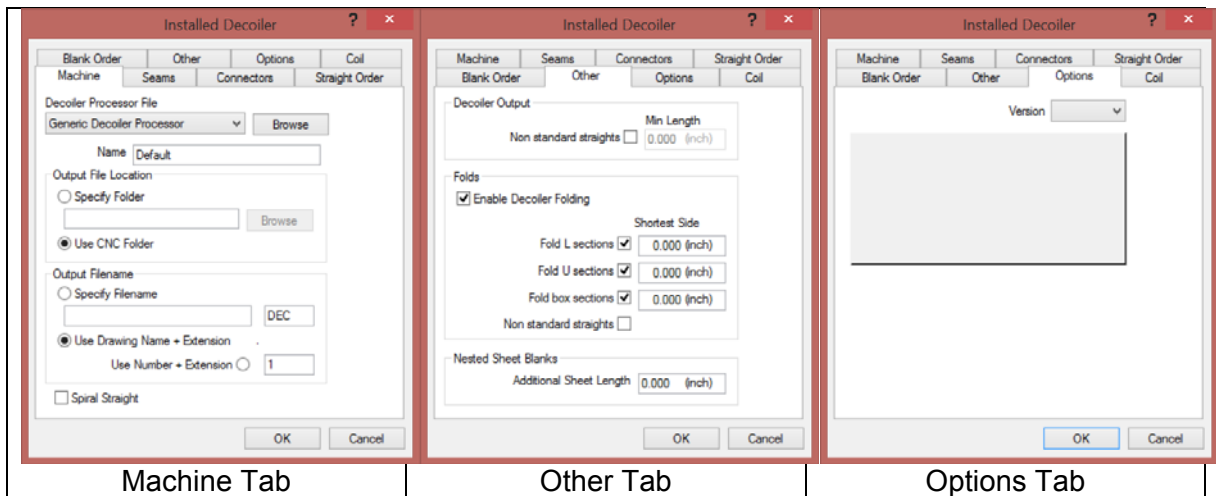 Installed Decoiler ? ×
Blank Order Other Options Coil
Machine Seams Connectors Straight Order
Decoiler Processor File
Generic Decoiler Processor Browse
Name Default
Output File Location
Specify Folder
Browse
Use CNC Folder
Output Filename
Specify Filename
DEC
Use Drawing Name + Extension .
Use Number + Extension 1
Spiral Straight
OK Cancel
Machine Tab
Installed Decoiler ? ×
Machine Seams Connectors Straight Order
Blank Order Other Options Coil
Decoiler Output
Min Length
Non standard straights 0.000 (inch)
Folds
Enable Decoiler Folding
Shortest Side
Fold L sections 0.000 (inch)
Fold U sections 0.000 (inch)
Fold box sections 0.000 (inch)
Non standard straights
Nested Sheet Blanks
Additional Sheet Length 0.000 (inch)
OK Cancel
Other Tab
Installed Decoiler ? ×
Machine Seams Connectors Straight Order
Blank Order Other Options Coil
Version
OK Cancel
Options Tab